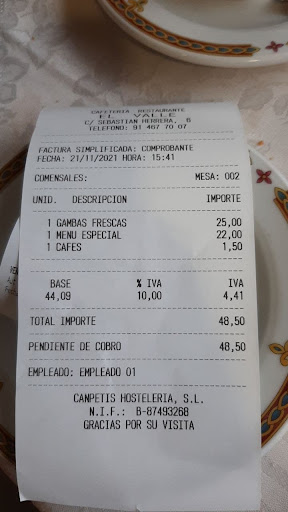 CAFETERIA RESTAURANTE
EL VALLE
C/ SEBASTIAN HERRERA, 6
TELEFONO: 91 467 70 07
FACTURA SIMPLIFICADA: COMPROBANTE
FECHA: 21/11/2021 HORA: 15:41
COMENSALES: MESA: 002
UNID. DESCRIPCION IMPORTE
1 GAMBAS FRESCAS 25,00
1 MENU ESPECIAL 22,00
1 CAFES 1,50
BASE % IVA IVA
44,09 10,00 4,41
TOTAL IMPORTE 48,50
PENDIENTE DE COBRO 48,50
EMPLEADO: EMPLEADO 01
CANPETIS HOSTELERIA, S.L.
N.I.F.: B-87493268
GRACIAS POR SU VISITA